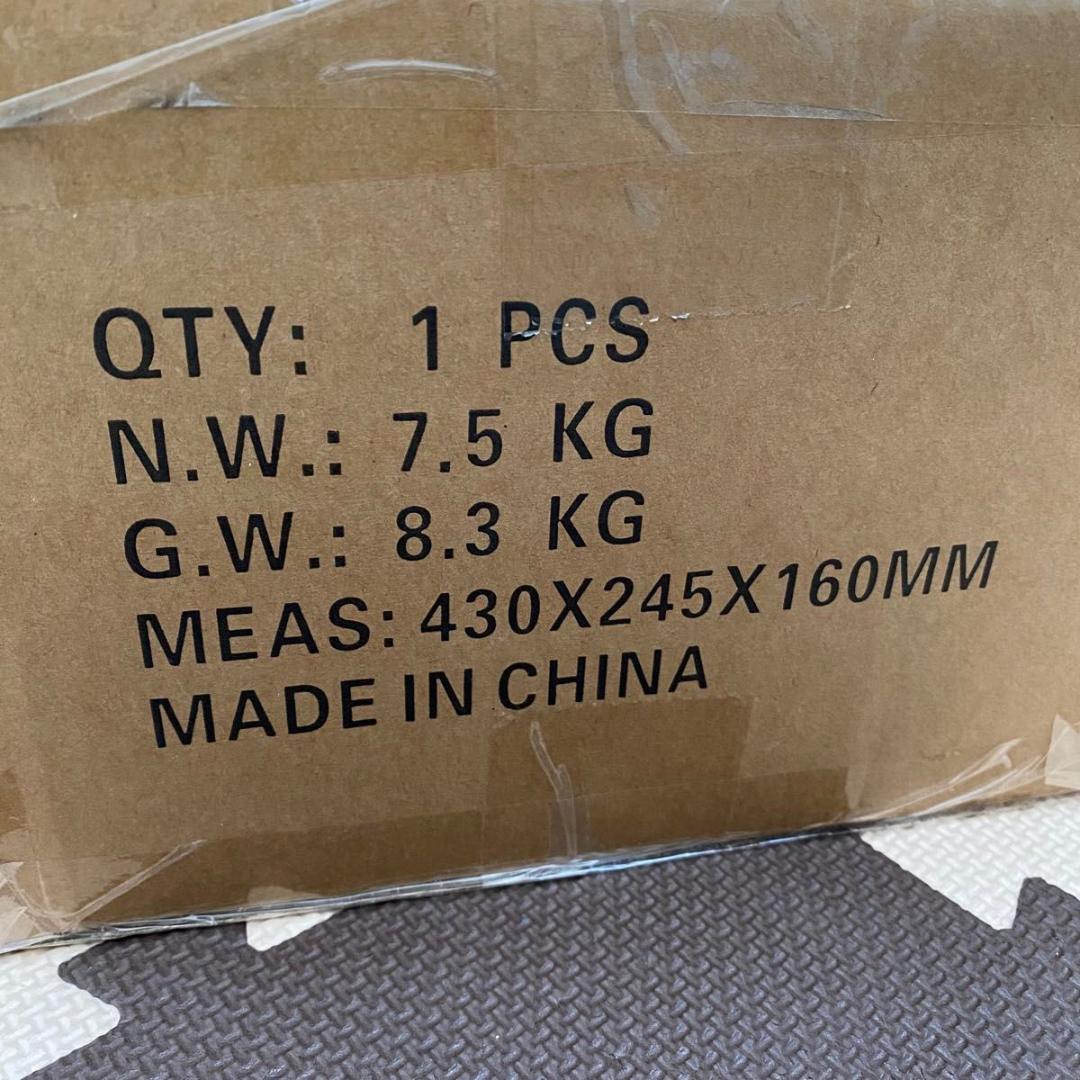 QTY: 1 PCS
N.W.: 7.5 KG
G.W.: 8.3 KG
MEAS: 430X245X160MM
MADE IN CHINA